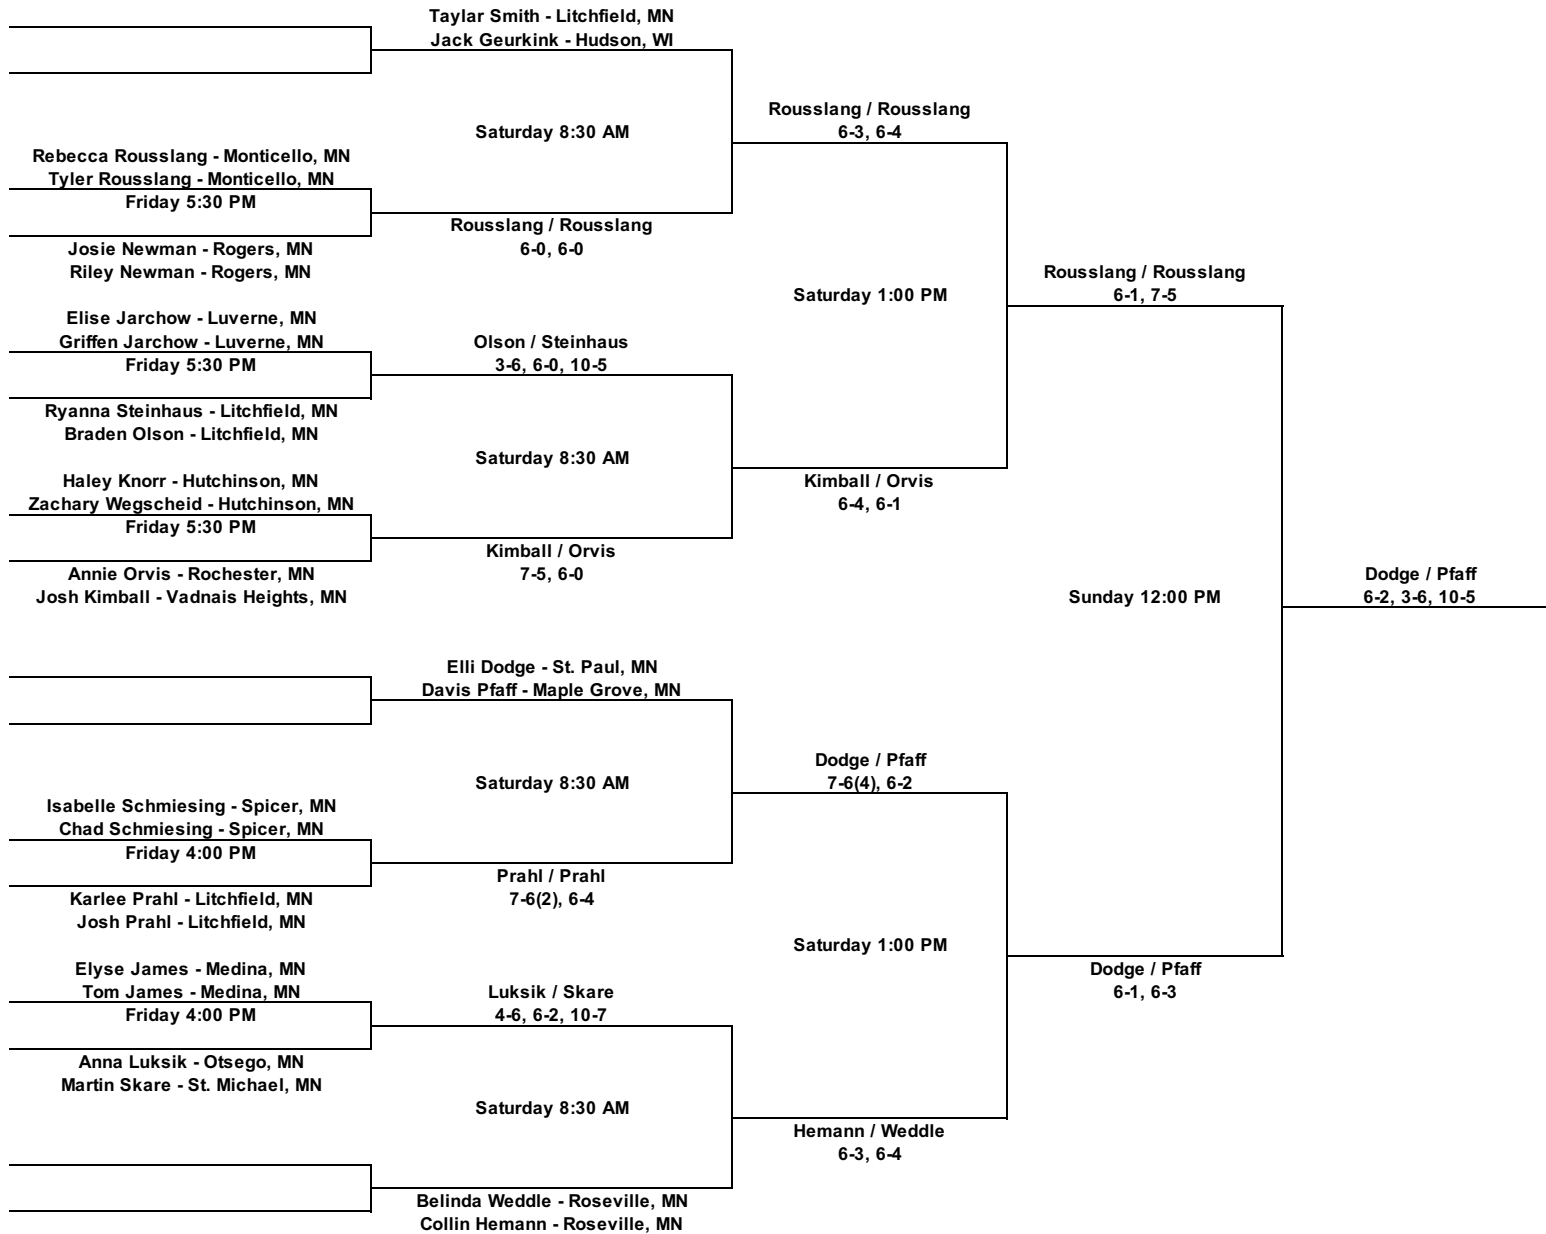 Taylar Smith - Litchfield, MN
Jack Geurkink - Hudson, WI
Rousslang / Rousslang
6-3, 6-4
Saturday 8:30 AM
Rebecca Rousslang - Monticello, MN
Tyler Rousslang - Monticello, MN
Friday 5:30 PM
Rousslang / Rousslang
6-0, 6-0
Josie Newman - Rogers, MN
Riley Newman - Rogers, MN
Rousslang / Rousslang
6-1, 7-5
Saturday 1:00 PM
Elise Jarchow - Luverne, MN
Griffen Jarchow - Luverne, MN
Friday 5:30 PM
Olson / Steinhaus
3-6, 6-0, 10-5
Ryanna Steinhaus - Litchfield, MN
Braden Olson - Litchfield, MN
Saturday 8:30 AM
Haley Knorr - Hutchinson, MN
Zachary Wegscheid - Hutchinson, MN
Friday 5:30 PM
Kimball / Orvis
6-4, 6-1
Kimball / Orvis
7-5, 6-0
Annie Orvis - Rochester, MN
Josh Kimball - Vadnais Heights, MN
Sunday 12:00 PM
Dodge / Pfaff
6-2, 3-6, 10-5
Elli Dodge - St. Paul, MN
Davis Pfaff - Maple Grove, MN
Dodge / Pfaff
7-6(4), 6-2
Saturday 8:30 AM
Isabelle Schmiesing - Spicer, MN
Chad Schmiesing - Spicer, MN
Friday 4:00 PM
Prahl / Prahl
7-6(2), 6-4
Karlee Prahl - Litchfield, MN
Josh Prahl - Litchfield, MN
Saturday 1:00 PM
Elyse James - Medina, MN
Tom James - Medina, MN
Friday 4:00 PM
Luksik / Skare
4-6, 6-2, 10-7
Dodge / Pfaff
6-1, 6-3
Anna Luksik - Otsego, MN
Martin Skare - St. Michael, MN
Saturday 8:30 AM
Hemann / Weddle
6-3, 6-4
Belinda Weddle - Roseville, MN
Collin Hemann - Roseville, MN